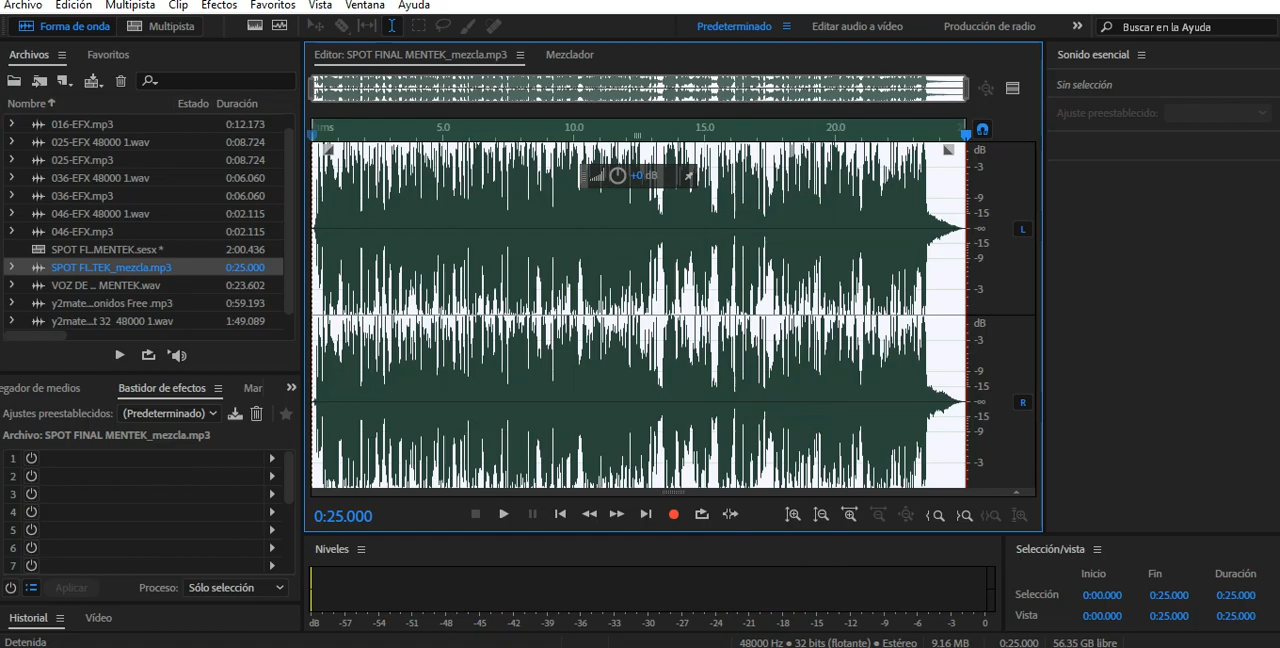 Archivo Edición Multipista Clip Efectos Favoritos Vista Ventana Ayuda
Forma de onda Multipista Predeterminado Editar audio a vídeo Producción de radio Buscar en la Ayuda
Archivos Favoritos
Nombre Estado Duración
016-EFX.mp3 0:12.173
025-EFX 48000 1.wav 0:08.724
025-EFX.mp3 0:08.724
036-EFX 48000 1.wav 0:06.060
036-EFX.mp3 0:06.060
046-EFX 48000 1.wav 0:02.115
046-EFX.mp3 0:02.115
SPOT FI...MENTEK.sesx * 2:00.436
SPOT FI...TEK_mezcla.mp3 0:25.000
VOZ DE ... MENTEK.wav 0:23.602
y2mate....onidos Free .mp3 0:59.193
y2mate....t 32 48000 1.wav 1:49.089
egador de medios Bastidor de efectos Mar
Ajustes preestablecidos: (Predeterminado)
Archivo: SPOT FINAL MENTEK_mezcla.mp3
1
2
3
4
5
6
7
Aplicar Proceso: Sólo selección
Historial Vídeo
Editor: SPOT FINAL MENTEK_mezcla.mp3 Mezclador
ms 5.0 10.0 15.0 20.0
+0 dB
dB
-3
-9
-15
-∞
-15
-9
-3
L
dB
-3
-9
-15
-∞
-15
-9
-3
R
0:25.000
Niveles
dB -57 -54 -51 -48 -45 -42 -39 -36 -33 -30 -27 -24 -21 -18 -15 -12 -9 -6 -3 0
Sonido esencial
Sin selección
Ajuste preestablecido:
Selección/vista
Inicio Fin Duración
Selección 0:00.000 0:25.000 0:25.000
Vista 0:00.000 0:25.000 0:25.000
Detenida 48000 Hz ● 32 bits (flotante) ● Estéreo 9.16 MB 0:25.000 56.35 GB libre